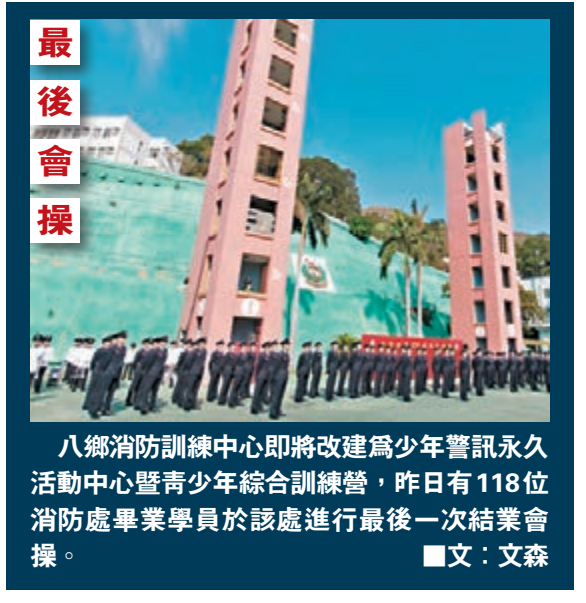 最後會操
八鄉消防訓練中心即將改建為少年警訊永久
活動中心暨青少年綜合訓練營，昨日有118位
消防處畢業學員於該處進行最後一次結業會
操。 ■文：文森